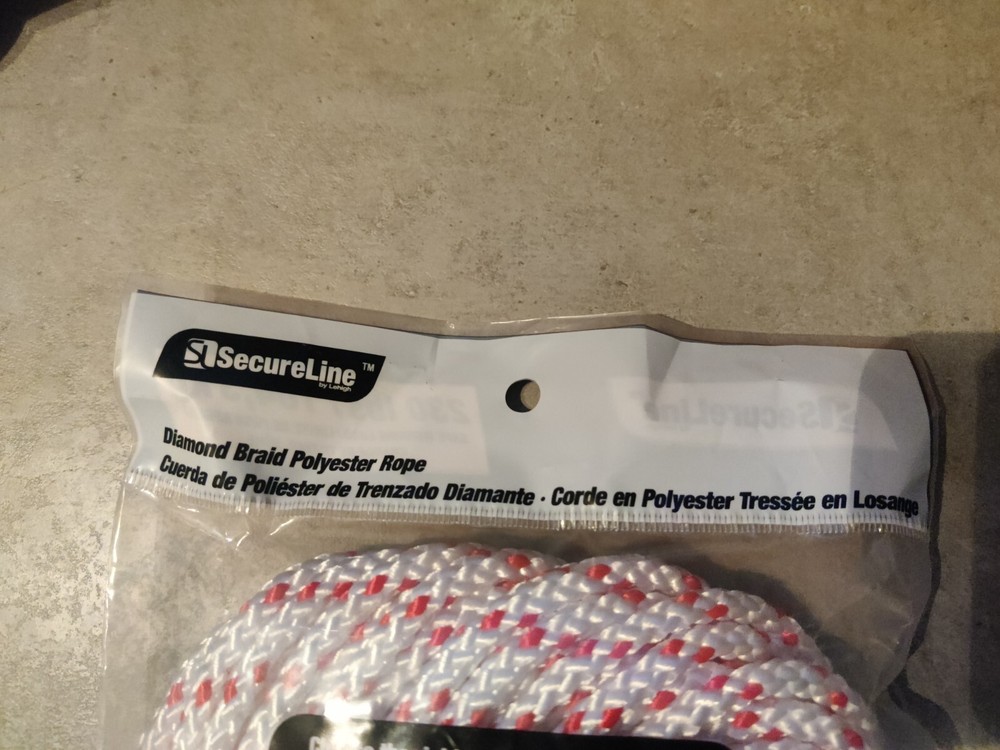 SecureLine™
by Lehigh
Diamond Braid Polyester Rope
Cuerda de Poliéster de Trenzado Diamante · Corde en Polyester Tressée en Losange